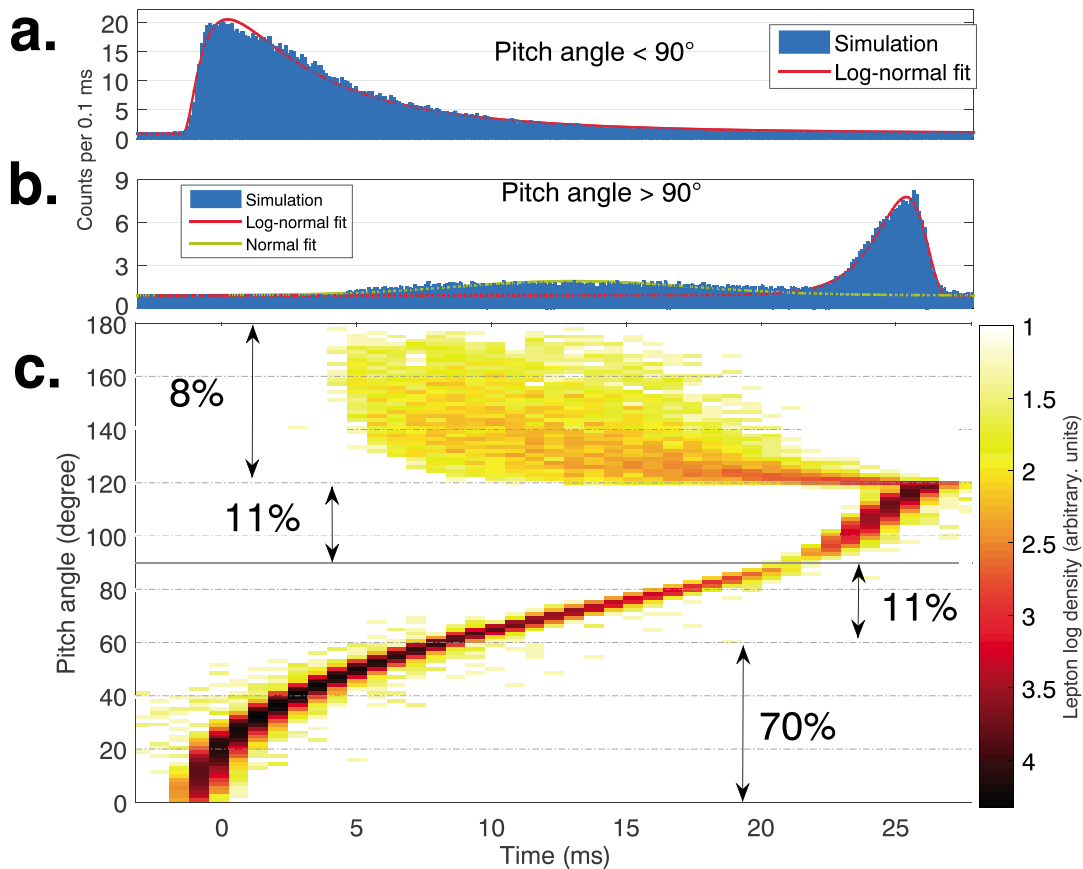 a.
20
15
10
5
0
Pitch angle < 90°
Simulation
Log-normal fit
Counts per 0.1 ms
b.
9
6
3
0
Pitch angle > 90°
Simulation
Log-normal fit
Normal fit
c.
180
160
140
120
100
80
60
40
20
0
Pitch angle (degree)
8%
11%
11%
70%
0
5
10
15
20
25
Time (ms)
1
1.5
2
2.5
3
3.5
4
Lepton log density (arbitrary. units)